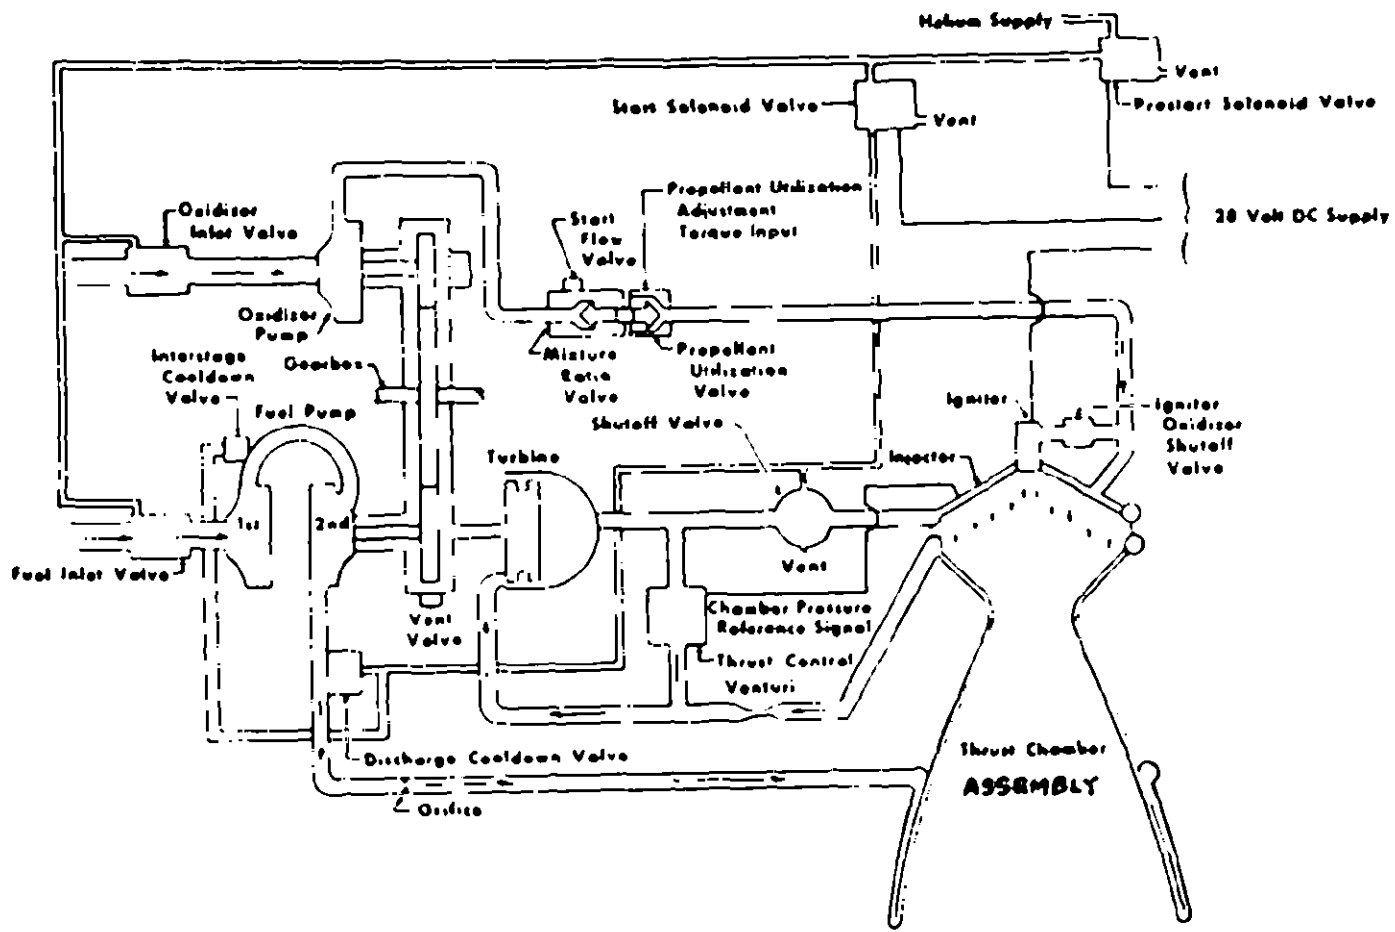 Helium Supply
Vent
Prestart Solenoid Valve
Start Solenoid Valve
Vent
28 Volt DC Supply
Propellant Utilization
Adjustment
Torque Input
Oxidizer
Inlet Valve
Start
Flow
Valve
Oxidizer
Pump
Interstage
Cooldown
Valve
Gearbox
Mixture
Ratio
Valve
Propellant
Utilization
Valve
Fuel Pump
Shutoff Valve
Ignitor
Ignitor
Oxidizer
Shutoff
Valve
Turbine
Injector
1st
2nd
Fuel Inlet Valve
Vent
Vent
Valve
Chamber Pressure
Reference Signal
Thrust Control
Venturi
Discharge Cooldown Valve
Orifice
Thrust Chamber
ASSEMBLY